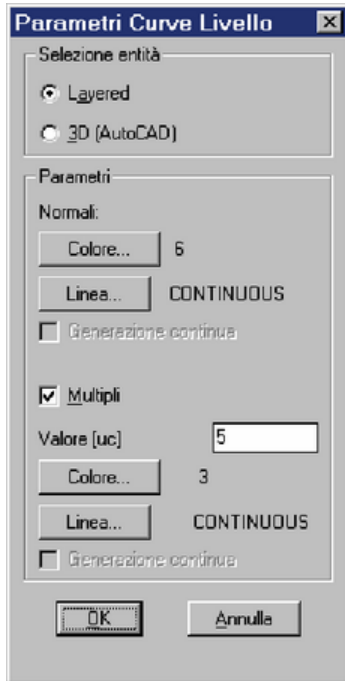 Parametri Curve Livello
Selezione entità
Layered
3D (AutoCAD)
Parametri
Normali:
Colore... 6
Linea... CONTINUOUS
Generazione continua
Multipli
Valore [uc] 5
Colore... 3
Linea... CONTINUOUS
Generazione continua
OK Annulla